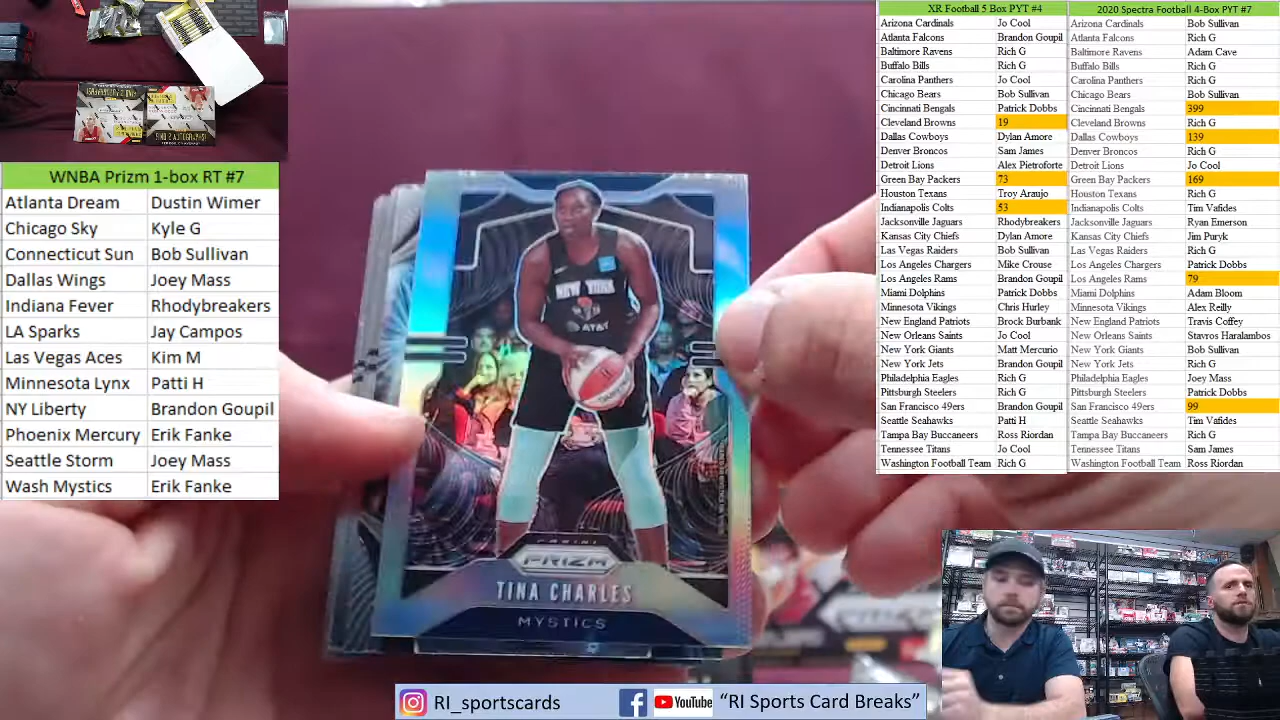 WNBA Prizm 1-box RT #7
Atlanta Dream Dustin Wimer
Chicago Sky Kyle G
Connecticut Sun Bob Sullivan
Dallas Wings Joey Mass
Indiana Fever Rhodybreakers
LA Sparks Jay Campos
Las Vegas Aces Kim M
Minnesota Lynx Patti H
NY Liberty Brandon Goupil
Phoenix Mercury Erik Fanke
Seattle Storm Joey Mass
Wash Mystics Erik Fanke
NEW YORK
AT&T
PANINI
PRIZM
TINA CHARLES
MYSTICS
XR Football 5 Box PYT #4
Arizona Cardinals Jo Cool
Atlanta Falcons Brandon Goupil
Baltimore Ravens Rich G
Buffalo Bills Rich G
Carolina Panthers Jo Cool
Chicago Bears Bob Sullivan
Cincinnati Bengals Patrick Dobbs
Cleveland Browns 19
Dallas Cowboys Dylan Amore
Denver Broncos Sam James
Detroit Lions Alex Pietroforte
Green Bay Packers 73
Houston Texans Troy Araujo
Indianapolis Colts 53
Jacksonville Jaguars Rhodybreakers
Kansas City Chiefs Dylan Amore
Las Vegas Raiders Bob Sullivan
Los Angeles Chargers Mike Crouse
Los Angeles Rams Brandon Goupil
Miami Dolphins Patrick Dobbs
Minnesota Vikings Chris Hurley
New England Patriots Brock Burbank
New Orleans Saints Jo Cool
New York Giants Matt Mercurio
New York Jets Brandon Goupil
Philadelphia Eagles Rich G
Pittsburgh Steelers Rich G
San Francisco 49ers Brandon Goupil
Seattle Seahawks Patti H
Tampa Bay Buccaneers Ross Riordan
Tennessee Titans Jo Cool
Washington Football Team Rich G
2020 Spectra Football 4-Box PYT #7
Arizona Cardinals Bob Sullivan
Atlanta Falcons Rich G
Baltimore Ravens Adam Cave
Buffalo Bills Rich G
Carolina Panthers Rich G
Chicago Bears Bob Sullivan
Cincinnati Bengals 399
Cleveland Browns Rich G
Dallas Cowboys 139
Denver Broncos Rich G
Detroit Lions Jo Cool
Green Bay Packers 169
Houston Texans Rich G
Indianapolis Colts Tim Vafides
Jacksonville Jaguars Ryan Emerson
Kansas City Chiefs Jim Puryk
Las Vegas Raiders Rich G
Los Angeles Chargers Patrick Dobbs
Los Angeles Rams 79
Miami Dolphins Adam Bloom
Minnesota Vikings Alex Reilly
New England Patriots Travis Coffey
New Orleans Saints Stavros Haralambos
New York Giants Bob Sullivan
New York Jets Rich G
Philadelphia Eagles Joey Mass
Pittsburgh Steelers Patrick Dobbs
San Francisco 49ers 99
Seattle Seahawks Tim Vafides
Tampa Bay Buccaneers Rich G
Tennessee Titans Sam James
Washington Football Team Ross Riordan
RI_sportscards
YouTube
"RI Sports Card Breaks"